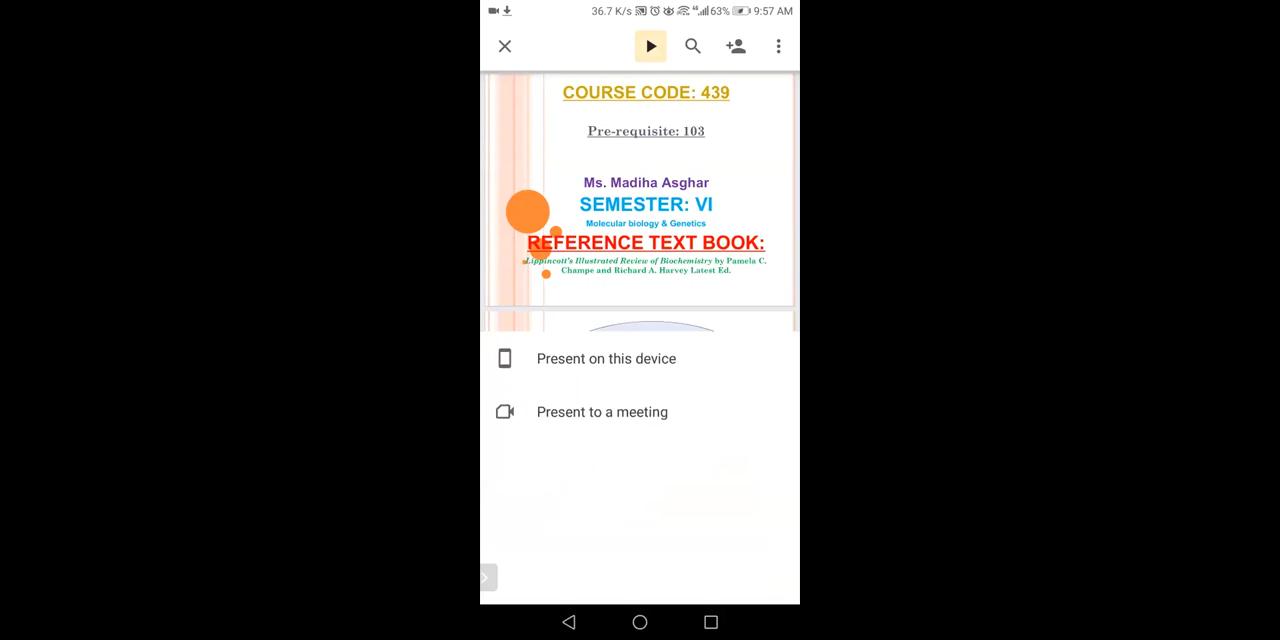 36.7 K/s 4G 63% 9:57 AM
COURSE CODE: 439
Pre-requisite: 103
Ms. Madiha Asghar
SEMESTER: VI
Molecular biology & Genetics
REFERENCE TEXT BOOK:
Lippincott's Illustrated Review of Biochemistry by Pamela C.
Champe and Richard A. Harvey Latest Ed.
Present on this device
Present to a meeting